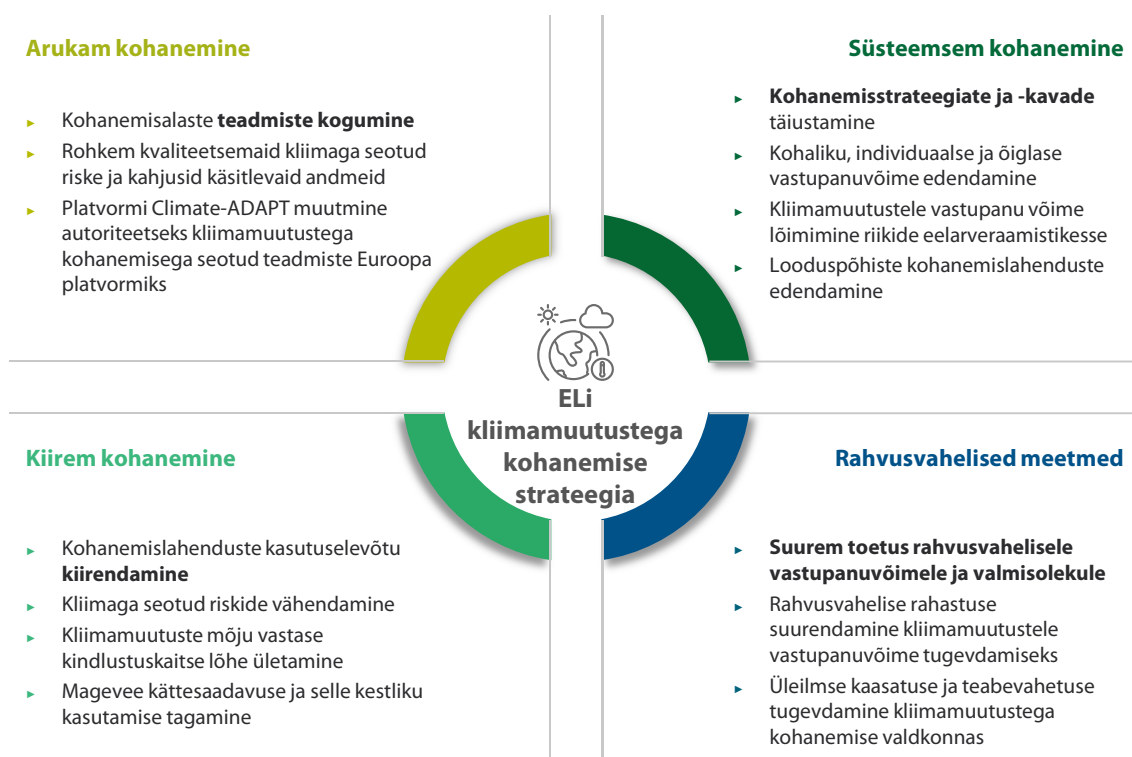 Arukam kohanemine
► Kohanemisalaste teadmiste kogumine
► Rohkem kvaliteetsemaid kliimaga seotud
riske ja kahjusid käsitlevaid andmeid
► Platvormi Climate-ADAPT muutmine
autoriteetseks kliimamuutustega
kohanemisega seotud teadmiste Euroopa
platvormiks
Süsteemsem kohanemine
► Kohanemisstrateegiate ja -kavade
täiustamine
► Kohaliku, individuaalse ja õiglase
vastupanuvõime edendamine
► Kliimamuutustele vastupanu võime
lõimimine riikide eelarveraamistikesse
► Looduspõhiste kohanemislahenduste
edendamine
ELi
kliimamuutustega
kohanemise
strateegia
Kiirem kohanemine
► Kohanemislahenduste kasutuselevõtu
kiirendamine
► Kliimaga seotud riskide vähendamine
► Kliimamuutuste mõju vastase
kindlustuskaitse lõhe ületamine
► Magevee kättesaadavuse ja selle kestliku
kasutamise tagamine
Rahvusvahelised meetmed
► Suurem toetus rahvusvahelisele
vastupanuvõimele ja valmisolekule
► Rahvusvahelise rahastuse
suurendamine kliimamuutustele
vastupanuvõime tugevdamiseks
► Üleilmse kaasatuse ja teabevahetuse
tugevdamine kliimamuutustega
kohanemise valdkonnas